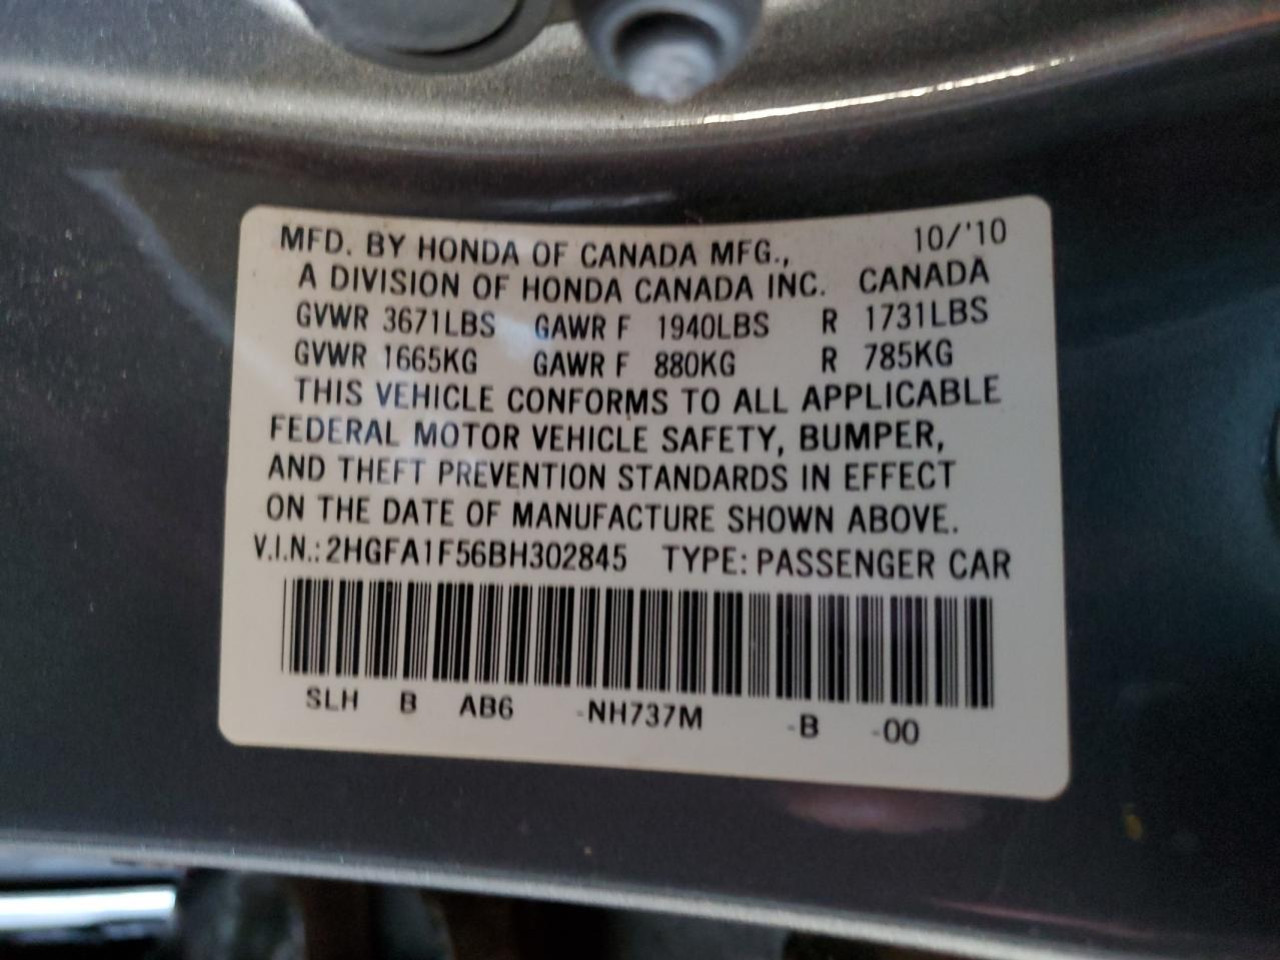 MFD. BY HONDA OF CANADA MFG., 10/'10
A DIVISION OF HONDA CANADA INC. CANADA
GVWR 3671LBS GAWR F 1940LBS R 1731LBS
GVWR 1665KG GAWR F 880KG R 785KG
THIS VEHICLE CONFORMS TO ALL APPLICABLE
FEDERAL MOTOR VEHICLE SAFETY, BUMPER,
AND THEFT PREVENTION STANDARDS IN EFFECT
ON THE DATE OF MANUFACTURE SHOWN ABOVE.
V.I.N.: 2HGFA1F56BH302845 TYPE: PASSENGER CAR
SLH B AB6 -NH737M -B -00